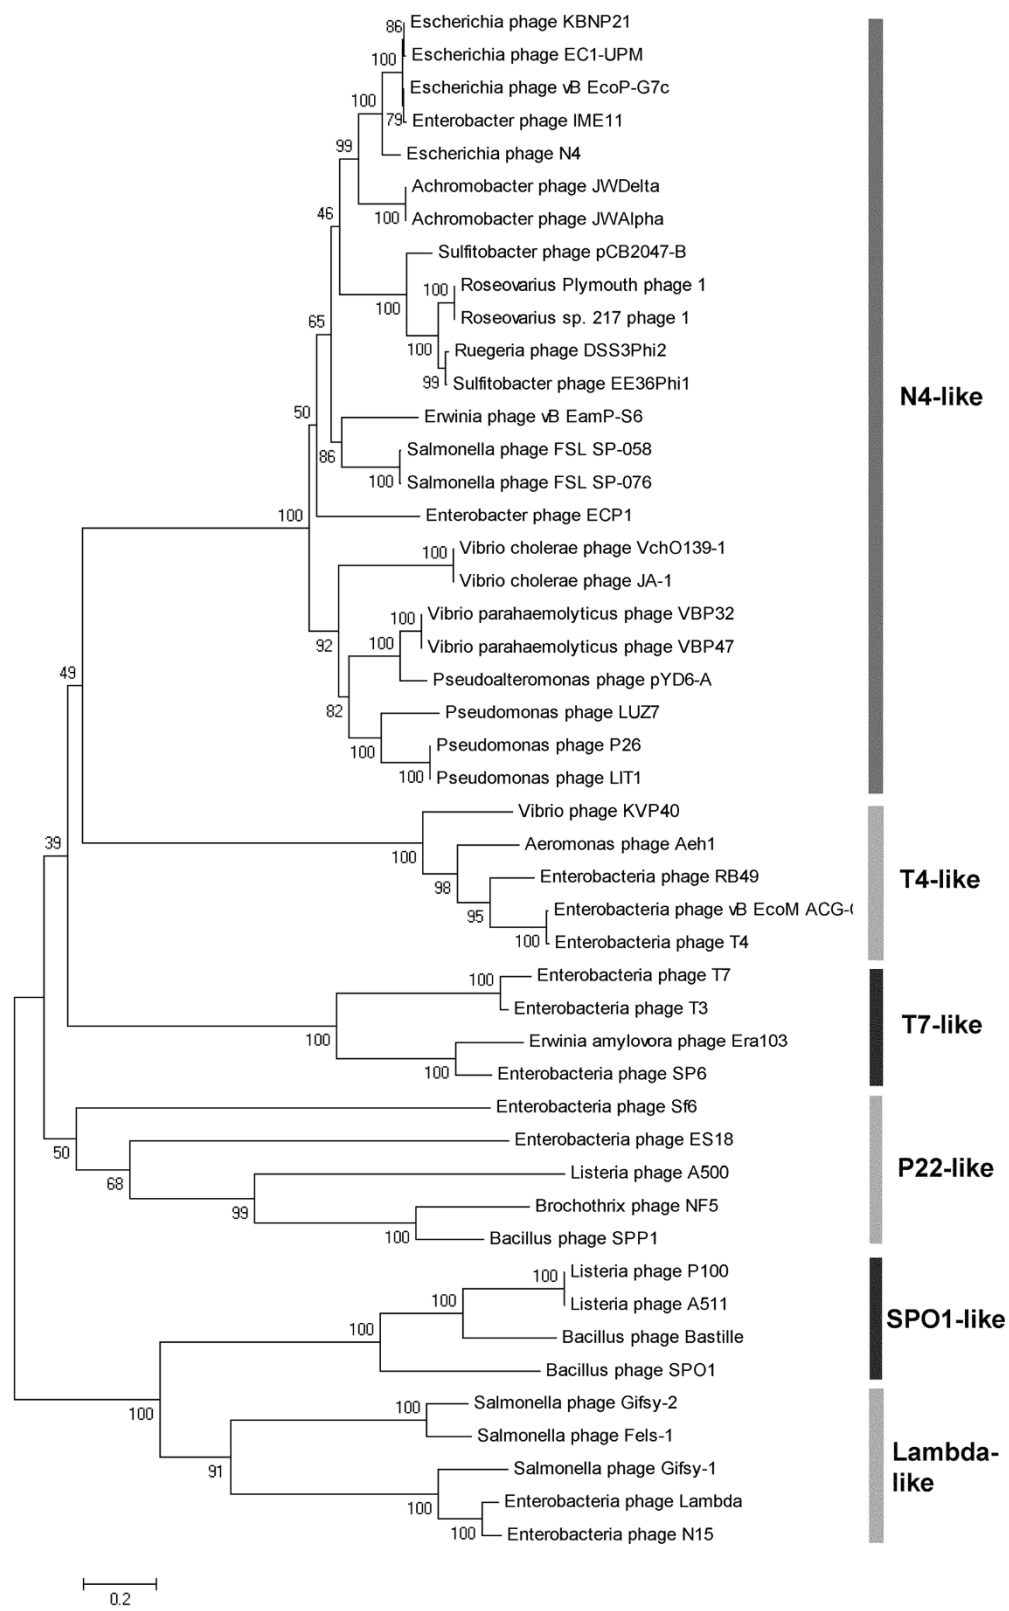 86
Escherichia phage KBNP21
100
Escherichia phage EC1-UPM
Escherichia phage vB EcoP-G7c
100
79
Enterobacter phage IME11
99
Escherichia phage N4
Achromobacter phage JWDelta
46
100
Achromobacter phage JWAlpha
Sulfitobacter phage pCB2047-B
100
Roseovarius Plymouth phage 1
100
65
Roseovarius sp. 217 phage 1
100
Ruegeria phage DSS3Phi2
99
Sulfitobacter phage EE36Phi1
N4-like
50
Erwinia phage vB EamP-S6
86
Salmonella phage FSL SP-058
100
Salmonella phage FSL SP-076
100
Enterobacter phage ECP1
100
Vibrio cholerae phage VchO139-1
Vibrio cholerae phage JA-1
100
Vibrio parahaemolyticus phage VBP32
92
100
Vibrio parahaemolyticus phage VBP47
49
Pseudoalteromonas phage pYD6-A
82
Pseudomonas phage LUZ7
100
Pseudomonas phage P26
100
Pseudomonas phage LIT1
Vibrio phage KVP40
39
100
Aeromonas phage Aeh1
98
Enterobacteria phage RB49
T4-like
95
Enterobacteria phage vB EcoM ACG-
100
Enterobacteria phage T4
100
Enterobacteria phage T7
Enterobacteria phage T3
T7-like
100
Erwinia amylovora phage Era103
100
Enterobacteria phage SP6
Enterobacteria phage Sf6
50
Enterobacteria phage ES18
68
Listeria phage A500
P22-like
99
Brochothrix phage NF5
100
Bacillus phage SPP1
100
Listeria phage P100
100
Listeria phage A511
SPO1-like
100
Bacillus phage Bastille
Bacillus phage SPO1
100
100
Salmonella phage Gifsy-2
Salmonella phage Fels-1
91
Salmonella phage Gifsy-1
Lambda-
like
100
Enterobacteria phage Lambda
100
Enterobacteria phage N15
0.2